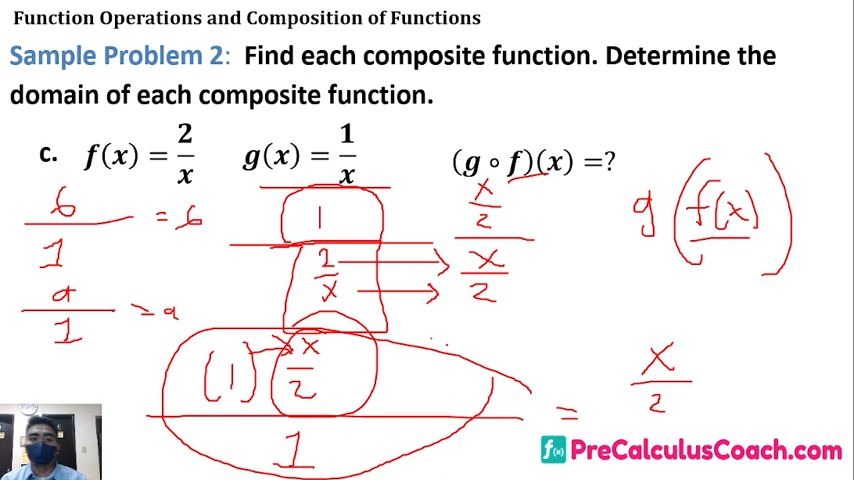 Function Operations and Composition of Functions
Sample Problem 2: Find each composite function. Determine the
domain of each composite function.
c. f(x) = 2/x g(x) = 1/x (g ∘ f)(x) =?
6/1 = 6
a/1 = a
1
2/x
x/2
x/2
g(f(x))
(1) x/2
1
= x/2
f(x) PreCalculusCoach.com